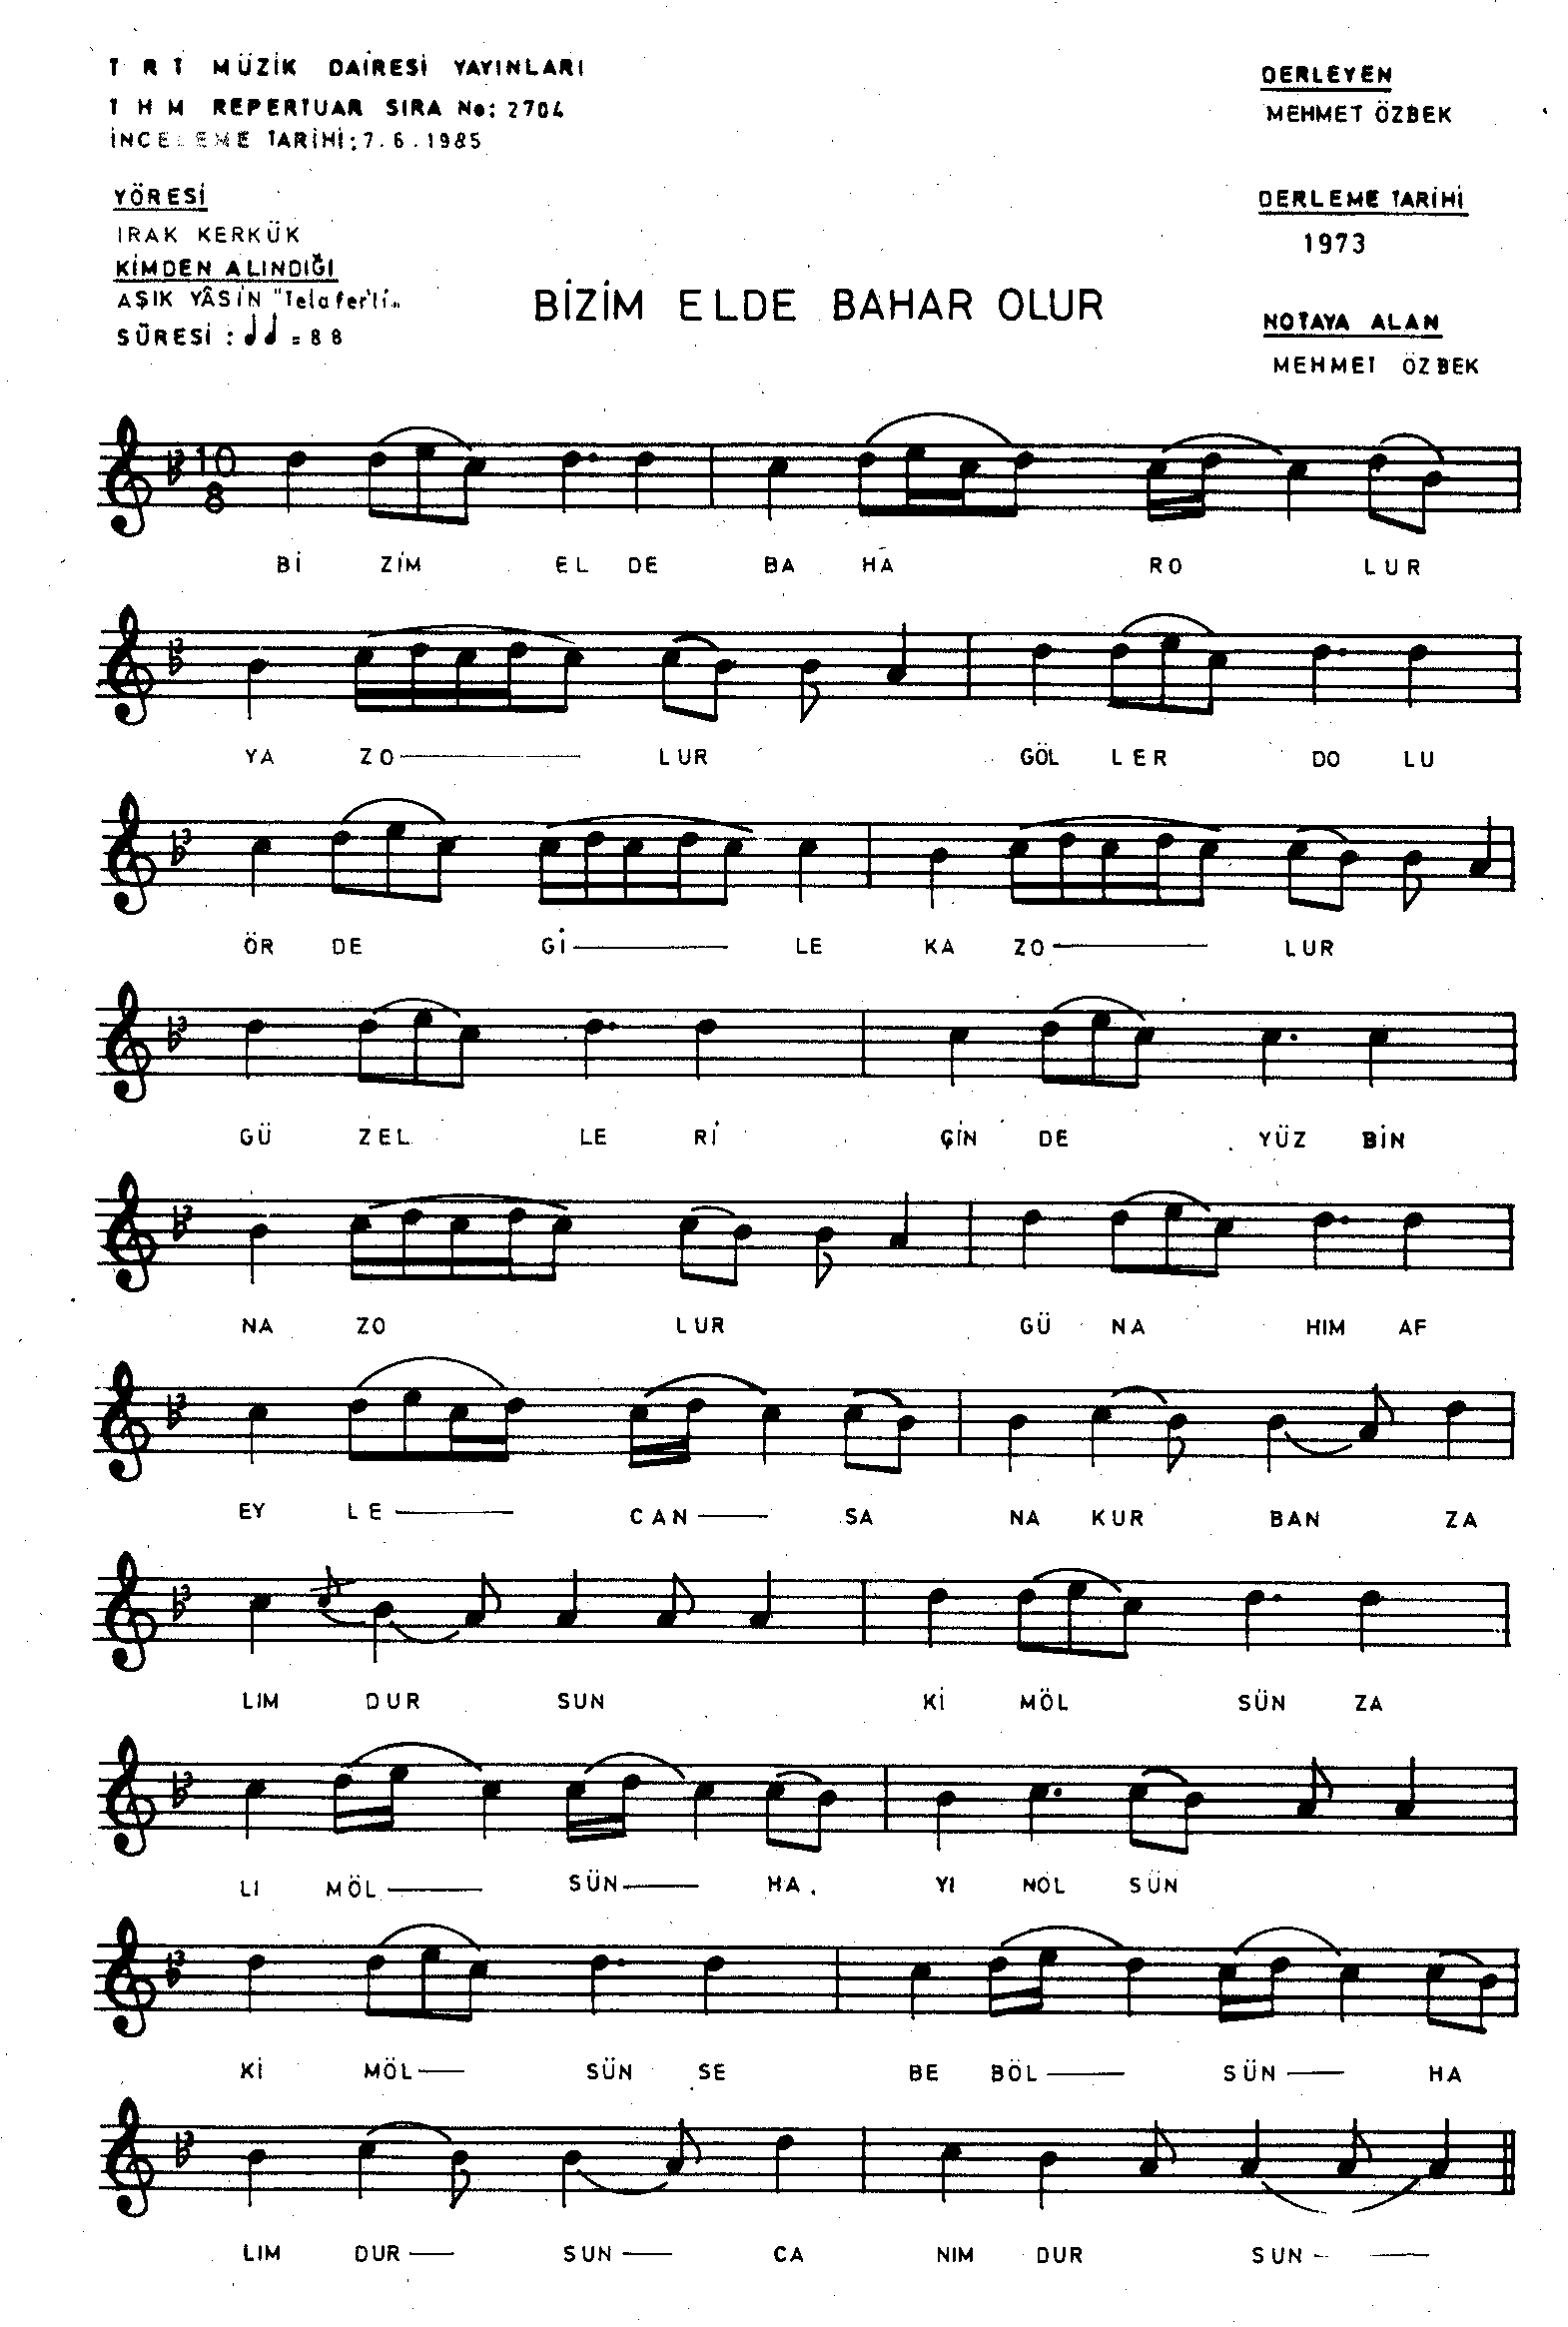 TRT MÜZİK DAİRESİ YAYINLARI
THM REPERTUAR SIRA No: 2704
İNCELEME TARİHİ: 7.6.1985
DERLEYEN
MEHMET ÖZBEK
YÖRESİ
IRAK KERKÜK
KİMDEN ALINDIĞI
AŞIK YÂSİN "Telafer'li"
SÜRESİ : = 88
DERLEME TARİHİ
1973
BİZİM ELDE BAHAR OLUR
NOTAYA ALAN
MEHMET ÖZBEK
10
8
Bİ ZİM EL DE BA HA RO LUR
YA ZO LUR GÖL LER DO LU
ÖR DE Gİ LE KA ZO LUR
GÜ ZEL LE Rİ ÇİN DE YÜZ BİN
NA ZO LUR GÜ NA HIM AF
EY LE CAN SA NA KUR BAN ZA
LIM DUR SUN Kİ MÖL SÜN ZA
LI MÖL SÜN HA. YI NOL SÜN
Kİ MÖL SÜN SE BE BÖL SÜN HA
LIM DUR SUN CA NIM DUR SUN